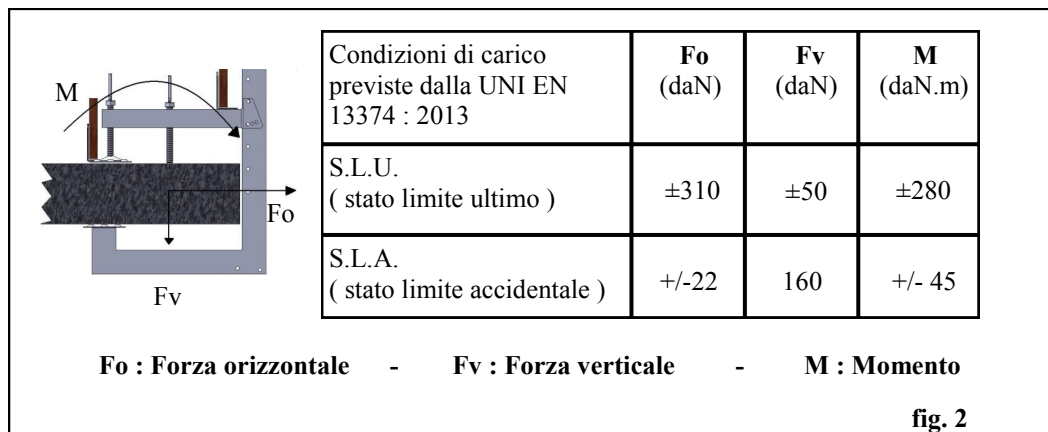 M
Fo
Fv
Condizioni di carico
previste dalla UNI EN
13374 : 2013
Fo
(daN)
Fv
(daN)
M
(daN.m)
S.L.U.
( stato limite ultimo )
±310
±50
±280
S.L.A.
( stato limite accidentale )
+/-22
160
+/- 45
Fo : Forza orizzontale - Fv : Forza verticale - M : Momento
fig. 2